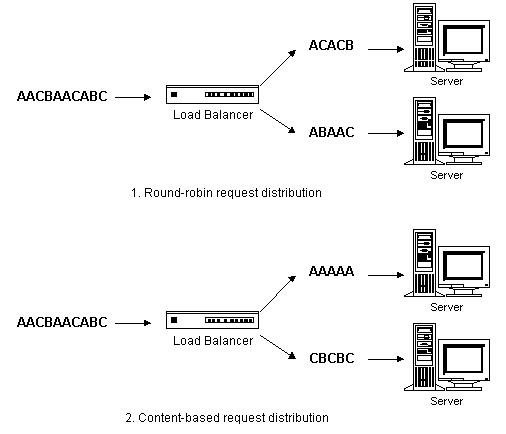 ACACB
Server
AACBAACABC
Load Balancer
ABAAC
Server
1. Round-robin request distribution
AAAAA
Server
AACBAACABC
Load Balancer
CBCBC
Server
2. Content-based request distribution